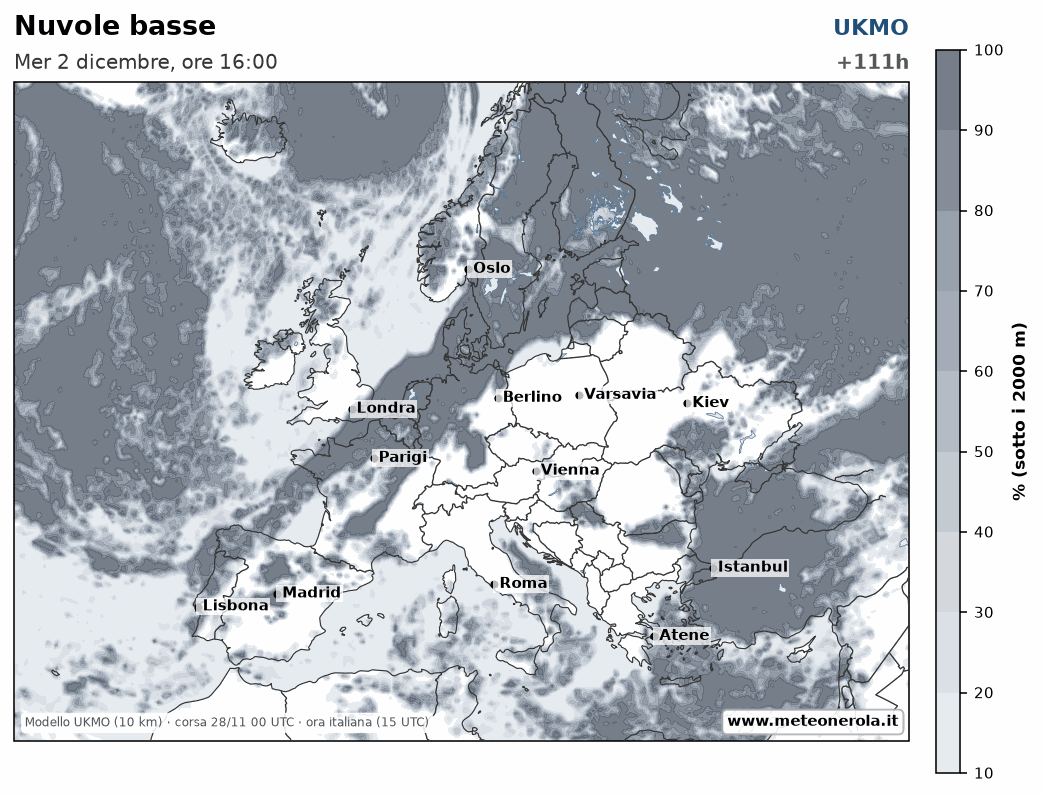 Nuvole basse
UKMO
Mer 2 dicembre, ore 16:00
+111h
100
90
80
70
60
50
40
30
20
10
% (sotto i 2000 m)
Oslo
Londra
Berlino
Varsavia
Kiev
Parigi
Vienna
Istanbul
Roma
Madrid
Lisbona
Atene
Modello UKMO (10 km) · corsa 28/11 00 UTC · ora italiana (15 UTC)
www.meteonerola.it